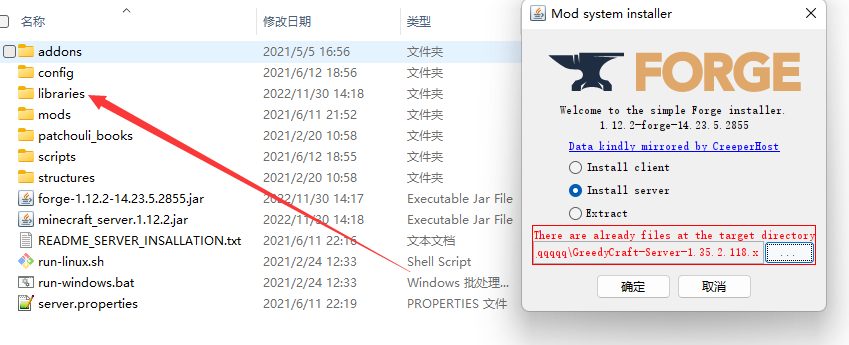 名称 修改日期 类型
addons 2021/5/5 16:56 文件夹
config 2021/6/12 18:56 文件夹
libraries 2022/11/30 14:18 文件夹
mods 2021/6/11 21:52 文件夹
patchouli_books 2021/2/20 10:58 文件夹
scripts 2021/6/12 18:55 文件夹
structures 2021/2/20 10:58 文件夹
forge-1.12.2-14.23.5.2855.jar 2022/11/30 14:17 Executable Jar File
minecraft_server.1.12.2.jar 2022/11/30 14:18 Executable Jar File
README_SERVER_INSALLATION.txt 2021/6/11 22:16 文本文档
run-linux.sh 2021/2/24 12:33 Shell Script
run-windows.bat 2021/2/24 12:33 Windows 批处理...
server.properties 2021/6/11 22:19 PROPERTIES 文件
Mod system installer
FORGE
Welcome to the simple Forge installer.
1.12.2-forge-14.23.5.2855
Data kindly mirrored by CreeperHost
Install client
Install server
Extract
There are already files at the target directory
qqqqq\GreedyCraft-Server-1.35.2.118.x ...
确定 取消